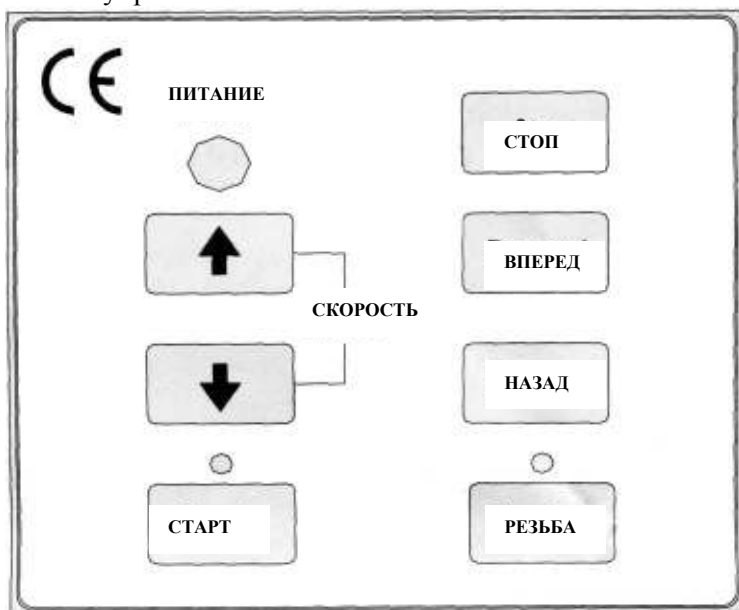 CE
ПИТАНИЕ
СТОП
ВПЕРЕД
СКОРОСТЬ
НАЗАД
СТАРТ
РЕЗЬБА